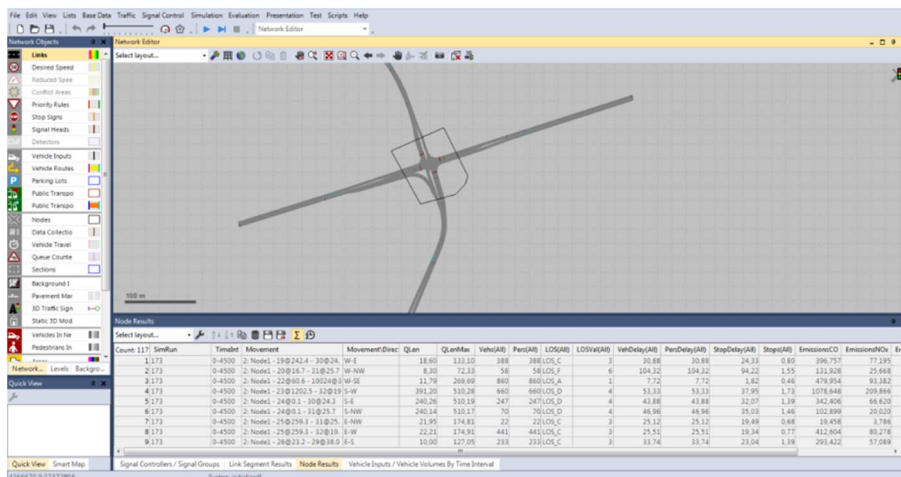 File Edit View Lists Base Data Traffic Signal Control Simulation Evaluation Presentation Test Scripts Help
Network Editor
Network Objects
Network Editor
Links
Select layout...
Desired Speed
Reduced Spee
Conflict Areas
Priority Rules
Stop Signs
Signal Heads
Detectors
Vehicle Inputs
Vehicle Routes
Parking Lots
Public Transpo
Public Transpo
Nodes
Data Collectio
Vehicle Travel
Queue Counte
Sections
Background I
Pavement Mar
3D Traffic Sign
Static 3D Mod
Vehicles In Ne
Pedestrians In
100 m
Network... Levels Backgro...
Quick View
Quick View Smart Map
Node Results
Select layout...
Count: 117 SimRun TimeInt Movement Movement\Direc QLen QLenMax Vehs(All) Pers(All) LOS(All) LOSVal(All) VehDelay(All) PersDelay(All) StopDelay(All) Stops(All) EmissionsCO EmissionsNOx
1 173 0-4500 2: Node1 - 19@242.4 - 30@24. W-E 18,60 133,10 388 388 LOS_C 3 30,88 30,88 24,33 0,80 396,757 77,195
2 173 0-4500 2: Node1 - 22@16.7 - 31@25.7 W-NW 8,30 72,33 58 58 LOS_F 6 104,32 104,32 94,22 1,55 131,928 25,668
3 173 0-4500 2: Node1 - 22@60.6 - 10024@3 W-SE 11,79 269,69 860 860 LOS_A 1 7,72 7,72 1,82 0,46 479,954 93,382
4 173 0-4500 2: Node1 - 23@1202.5 - 32@19 S-W 391,20 510,28 660 660 LOS_D 4 53,33 53,33 37,95 1,73 1078,648 209,866
5 173 0-4500 2: Node1 - 24@0.1 - 30@24.3 S-E 240,26 510,19 247 247 LOS_D 4 43,88 43,88 32,07 1,39 342,406 66,620
6 173 0-4500 2: Node1 - 24@0.1 - 31@25.7 S-NW 240,14 510,17 70 70 LOS_D 4 46,96 46,96 35,03 1,46 102,899 20,020
7 173 0-4500 2: Node1 - 25@259.3 - 31@25. E-NW 21,95 174,81 22 22 LOS_C 3 25,12 25,12 19,49 0,68 19,458 3,786
8 173 0-4500 2: Node1 - 25@259.3 - 32@19. E-W 22,21 174,91 441 441 LOS_C 3 25,51 25,51 19,34 0,77 412,604 80,278
9 173 0-4500 2: Node1 - 26@23.2 - 29@38.0 E-S 10,00 127,05 233 233 LOS_C 3 33,74 33,74 23,04 1,39 293,422 57,089
Signal Controllers / Signal Groups Link Segment Results Node Results Vehicle Inputs / Vehicle Volumes By Time Interval